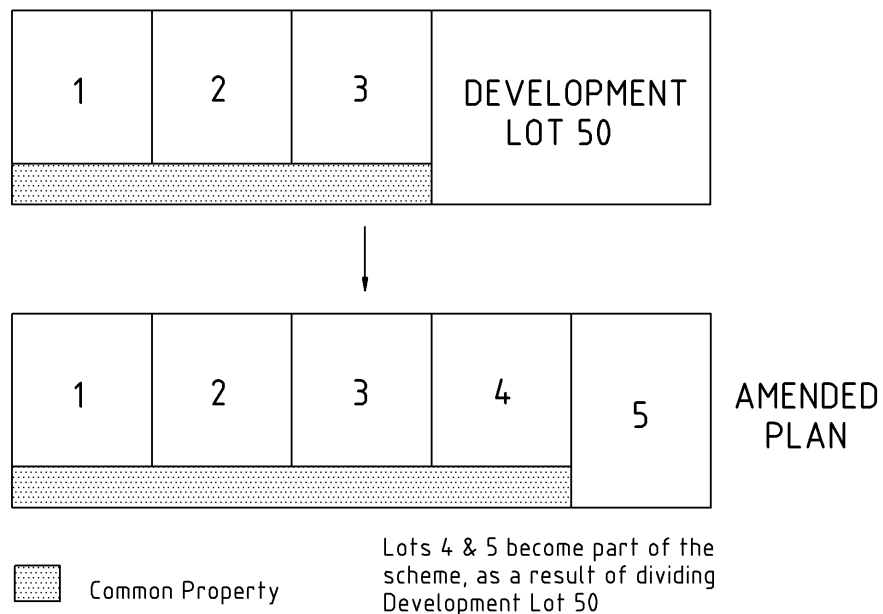 1
2
3
DEVELOPMENT
LOT 50
1
2
3
4
5
AMENDED
PLAN
Common Property
Lots 4 & 5 become part of the
scheme, as a result of dividing
Development Lot 50